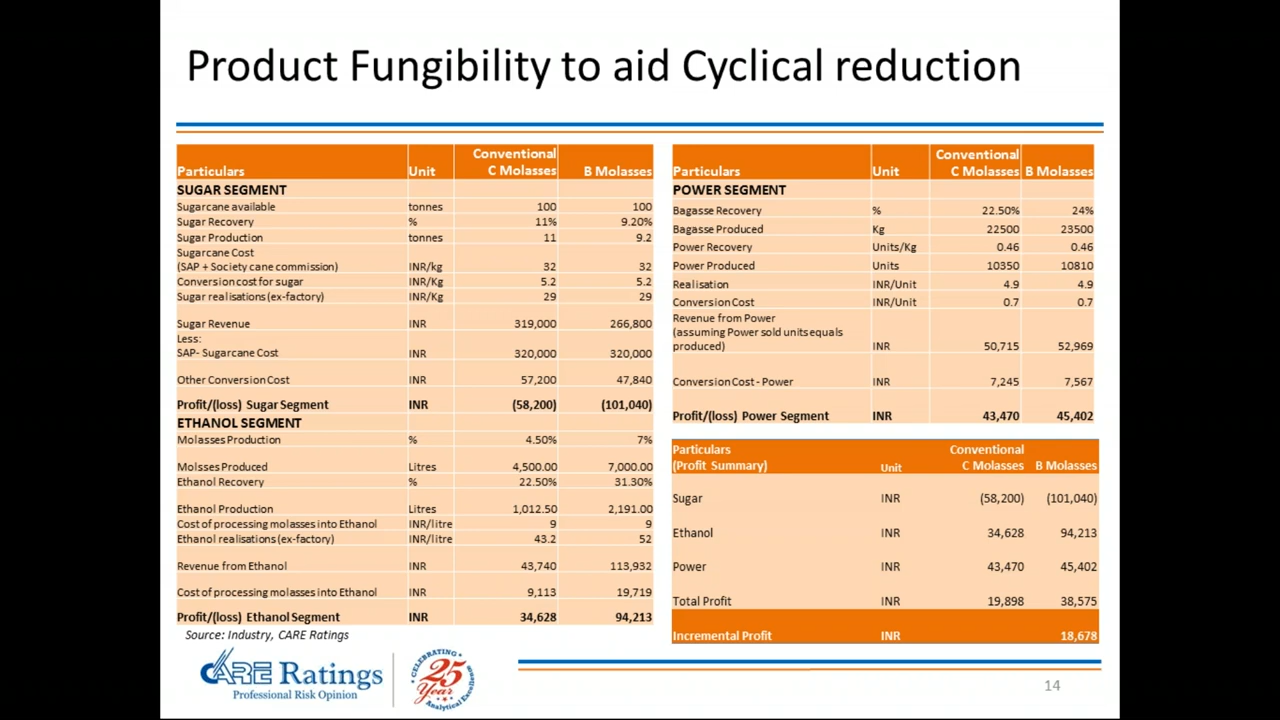 Product Fungibility to aid Cyclical reduction
Particulars Unit Conventional C Molasses B Molasses
SUGAR SEGMENT
Sugarcane available tonnes 100 100
Sugar Recovery % 11% 9.20%
Sugar Production tonnes 11 9.2
Sugarcane Cost
(SAP + Society cane commission) INR/kg 32 32
Conversion cost for sugar INR/Kg 5.2 5.2
Sugar realisations (ex-factory) INR/Kg 29 29
Sugar Revenue INR 319,000 266,800
Less:
SAP- Sugarcane Cost INR 320,000 320,000
Other Conversion Cost INR 57,200 47,840
Profit/(loss) Sugar Segment INR (58,200) (101,040)
ETHANOL SEGMENT
Molasses Production % 4.50% 7%
Molsses Produced Litres 4,500.00 7,000.00
Ethanol Recovery % 22.50% 31.30%
Ethanol Production Litres 1,012.50 2,191.00
Cost of processing molasses into Ethanol INR/litre 9 9
Ethanol realisations (ex-factory) INR/litre 43.2 52
Revenue from Ethanol INR 43,740 113,932
Cost of processing molasses into Ethanol INR 9,113 19,719
Profit/(loss) Ethanol Segment INR 34,628 94,213
Source: Industry, CARE Ratings
Particulars Unit Conventional C Molasses B Molasses
POWER SEGMENT
Bagasse Recovery % 22.50% 24%
Bagasse Produced Kg 22500 23500
Power Recovery Units/Kg 0.46 0.46
Power Produced Units 10350 10810
Realisation INR/Unit 4.9 4.9
Conversion Cost INR/Unit 0.7 0.7
Revenue from Power
(assuming Power sold units equals
produced) INR 50,715 52,969
Conversion Cost - Power INR 7,245 7,567
Profit/(loss) Power Segment INR 43,470 45,402
Particulars
(Profit Summary) Unit Conventional C Molasses B Molasses
Sugar INR (58,200) (101,040)
Ethanol INR 34,628 94,213
Power INR 43,470 45,402
Total Profit INR 19,898 38,575
Incremental Profit INR 18,678
CARE Ratings
Professional Risk Opinion
CELEBRATING
25
Year
Analytical Excellence
14